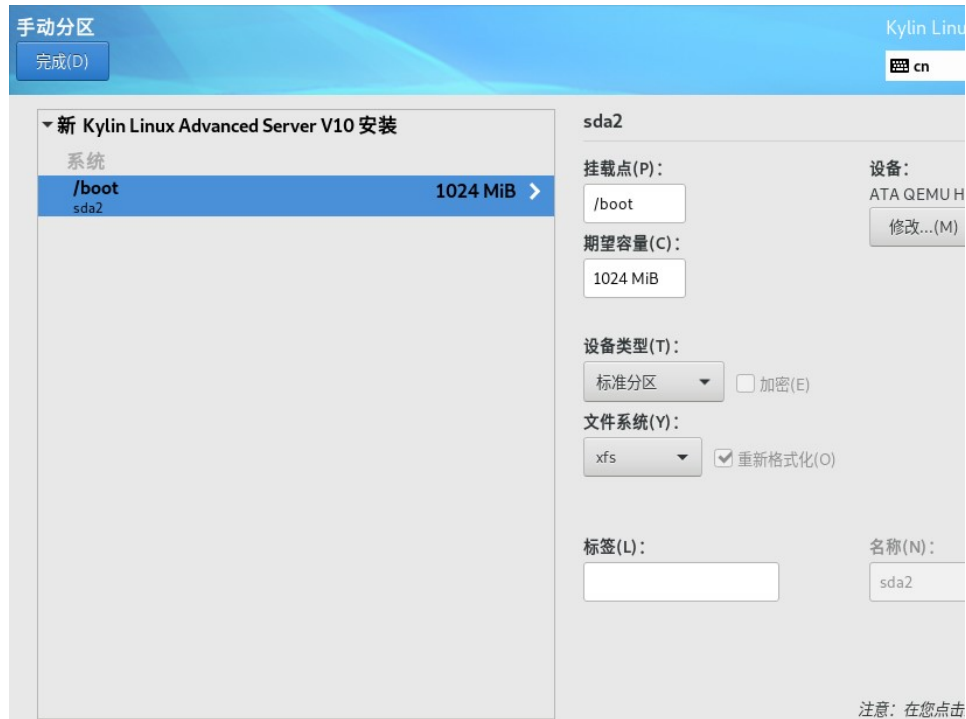 手动分区
Kylin Linu
完成(D)
cn
新 Kylin Linux Advanced Server V10 安装
系统
/boot
1024 MiB
sda2
sda2
挂载点(P)：
设备：
/boot
ATA QEMU H
修改...(M)
期望容量(C)：
1024 MiB
设备类型(T)：
标准分区
加密(E)
文件系统(Y)：
xfs
重新格式化(O)
标签(L)：
名称(N)：
sda2
注意：在您点击